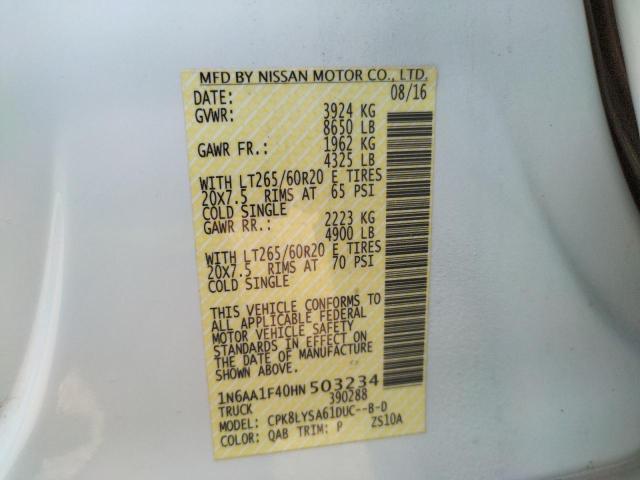 MFD BY NISSAN MOTOR CO., LTD.
DATE: 08/16
GVWR: 3924 KG
8650 LB
GAWR FR.: 1962 KG
4325 LB
WITH LT265/60R20 E TIRES
20X7.5 RIMS AT 65 PSI
COLD SINGLE
GAWR RR.: 2223 KG
4900 LB
WITH LT265/60R20 E TIRES
20X7.5 RIMS AT 70 PSI
COLD SINGLE
THIS VEHICLE CONFORMS TO
ALL APPLICABLE FEDERAL
MOTOR VEHICLE SAFETY
STANDARDS IN EFFECT ON
THE DATE OF MANUFACTURE
SHOWN ABOVE.
1N6AA1F40HN503234
TRUCK 390288
MODEL: CPK8LYSA61DUC--B-D
COLOR: QAB TRIM: P ZS10A